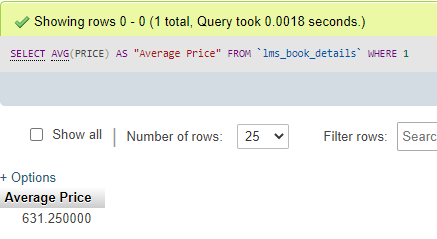 Showing rows 0 - 0 (1 total, Query took 0.0018 seconds.)
SELECT AVG(PRICE) AS "Average Price" FROM `lms_book_details` WHERE 1
Show all | Number of rows: 25 Filter rows: Searc
+ Options
Average Price
631.250000